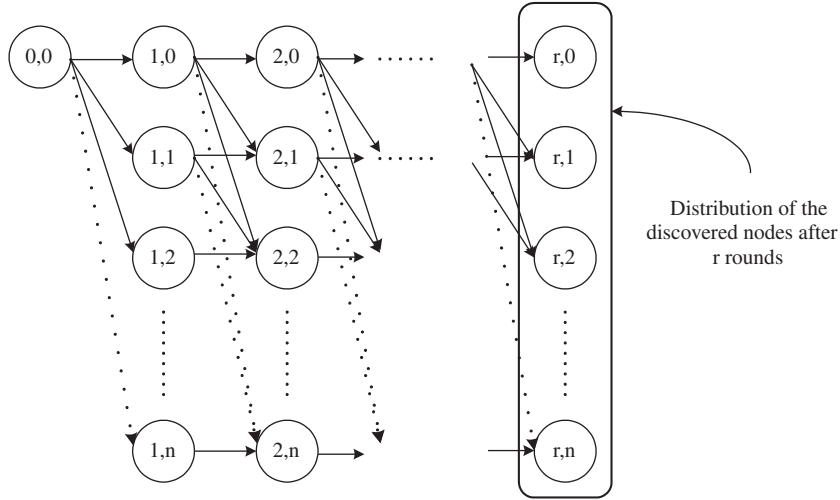 0,0
1,0
2,0
r,0
1,1
2,1
r,1
1,2
2,2
r,2
1,n
2,n
r,n
Distribution of the
discovered nodes after
r rounds